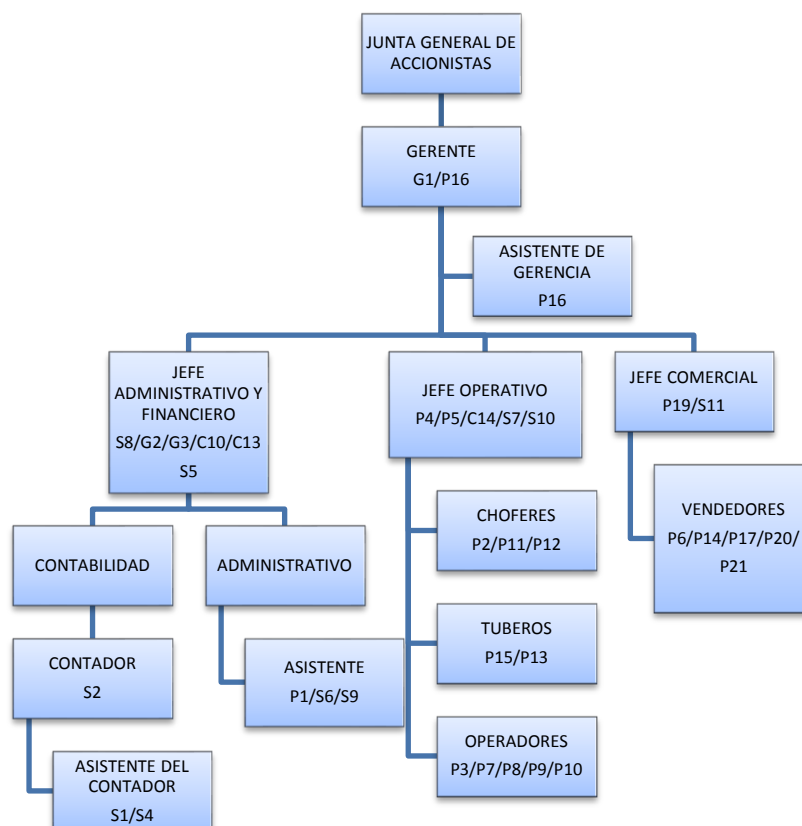 JUNTA GENERAL DE
ACCIONISTAS
GERENTE
G1/P16
ASISTENTE DE
GERENCIA
P16
JEFE
ADMINISTRATIVO Y
FINANCIERO
S8/G2/G3/C10/C13
S5
JEFE OPERATIVO
P4/P5/C14/S7/S10
JEFE COMERCIAL
P19/S11
CONTABILIDAD
ADMINISTRATIVO
CHOFERES
P2/P11/P12
VENDEDORES
P6/P14/P17/P20/
P21
CONTADOR
S2
ASISTENTE
P1/S6/S9
TUBEROS
P15/P13
ASISTENTE DEL
CONTADOR
S1/S4
OPERADORES
P3/P7/P8/P9/P10